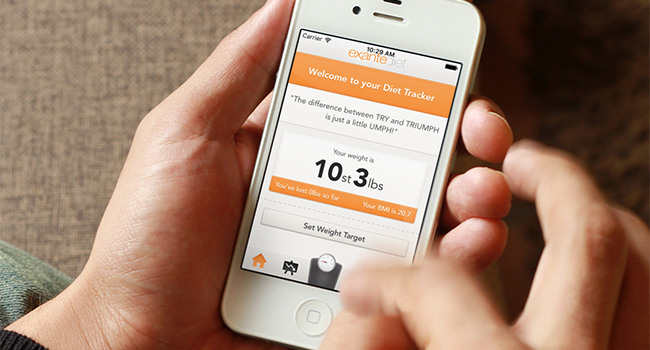 Carrier 10:29 AM
exante diet
Welcome to your Diet Tracker
"The difference between TRY and TRIUMPH
is just a little UMPH!"
Your weight is
10st 3lbs
You've lost 0lbs so far Your BMI is 20.7
Set Weight Target